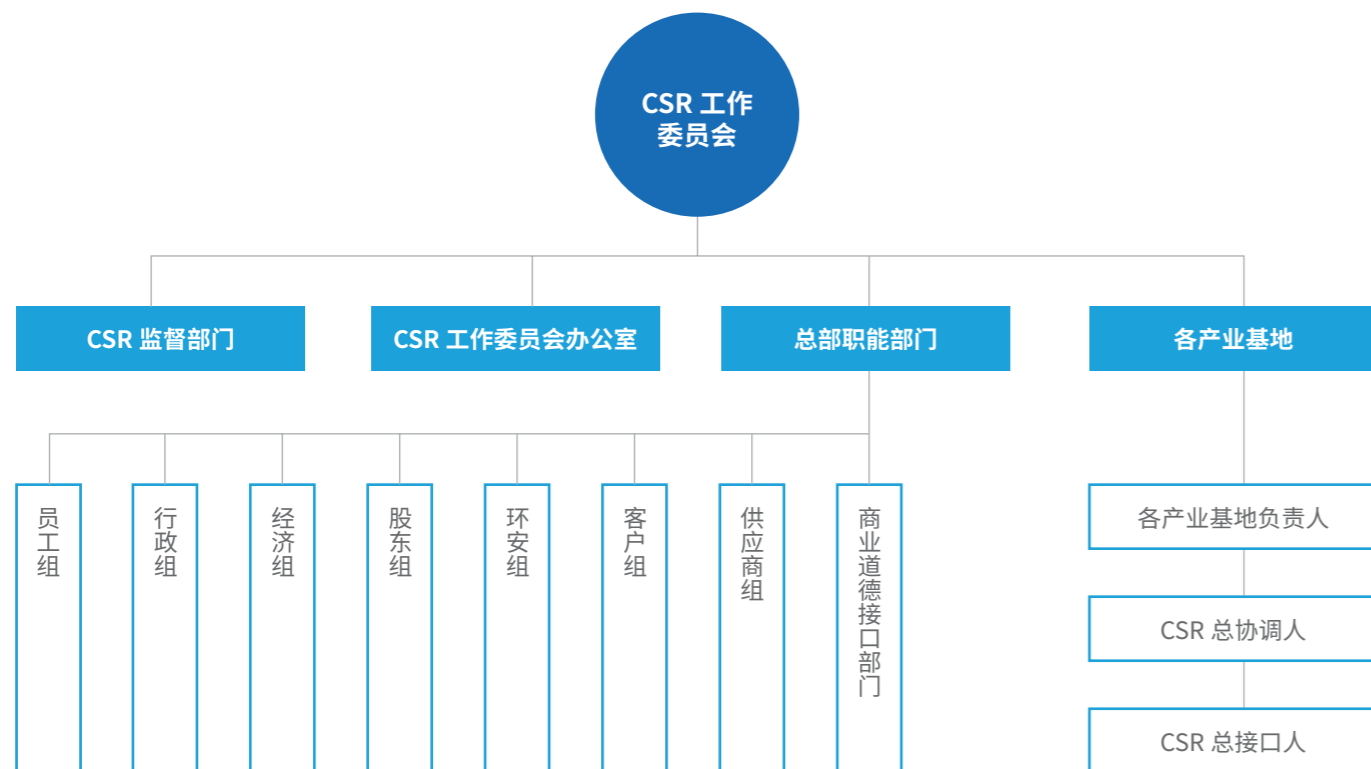 CSR 工作
委员会
CSR 监督部门
CSR 工作委员会办公室
总部职能部门
各产业基地
员工组
行政组
经济组
股东组
环安组
客户组
供应商组
商业道德接口部门
各产业基地负责人
CSR 总协调人
CSR 总接口人